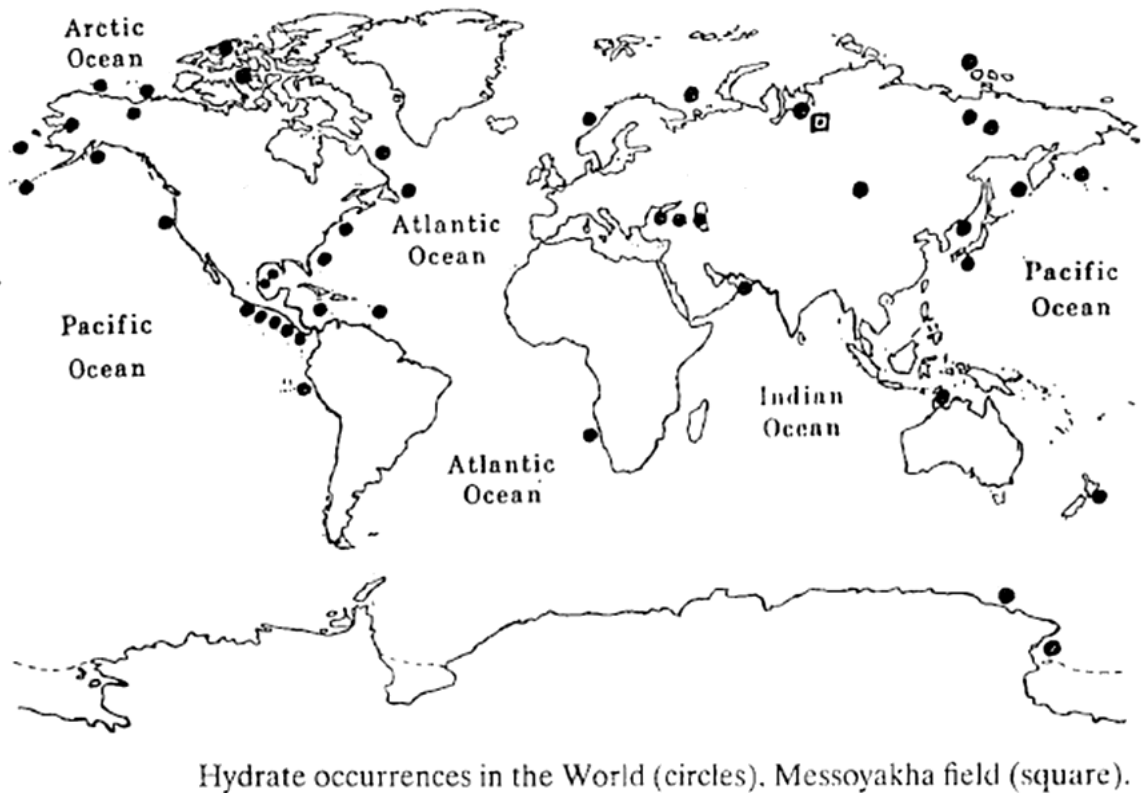 Arctic
Ocean
Atlantic
Ocean
Pacific
Ocean
Pacific
Ocean
Indian
Ocean
Atlantic
Ocean
Hydrate occurrences in the World (circles). Messoyakha field (square).